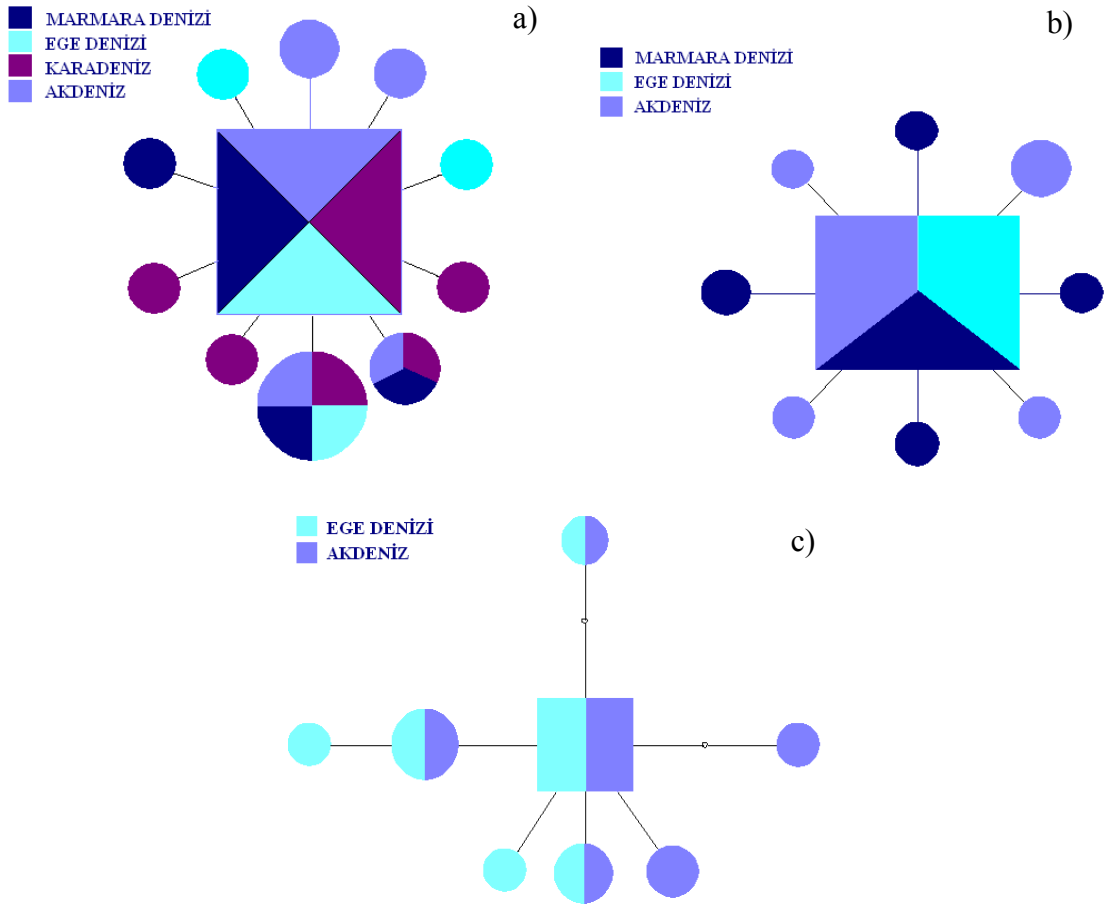 MARMARA DENİZİ
EGE DENİZİ
KARADENİZ
AKDENİZ
a)
MARMARA DENİZİ
EGE DENİZİ
AKDENİZ
b)
EGE DENİZİ
AKDENİZ
c)